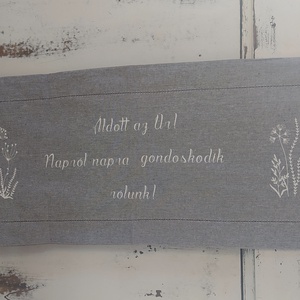 Áldott az Úr!
Napról napra gondoskodik
rólunk!